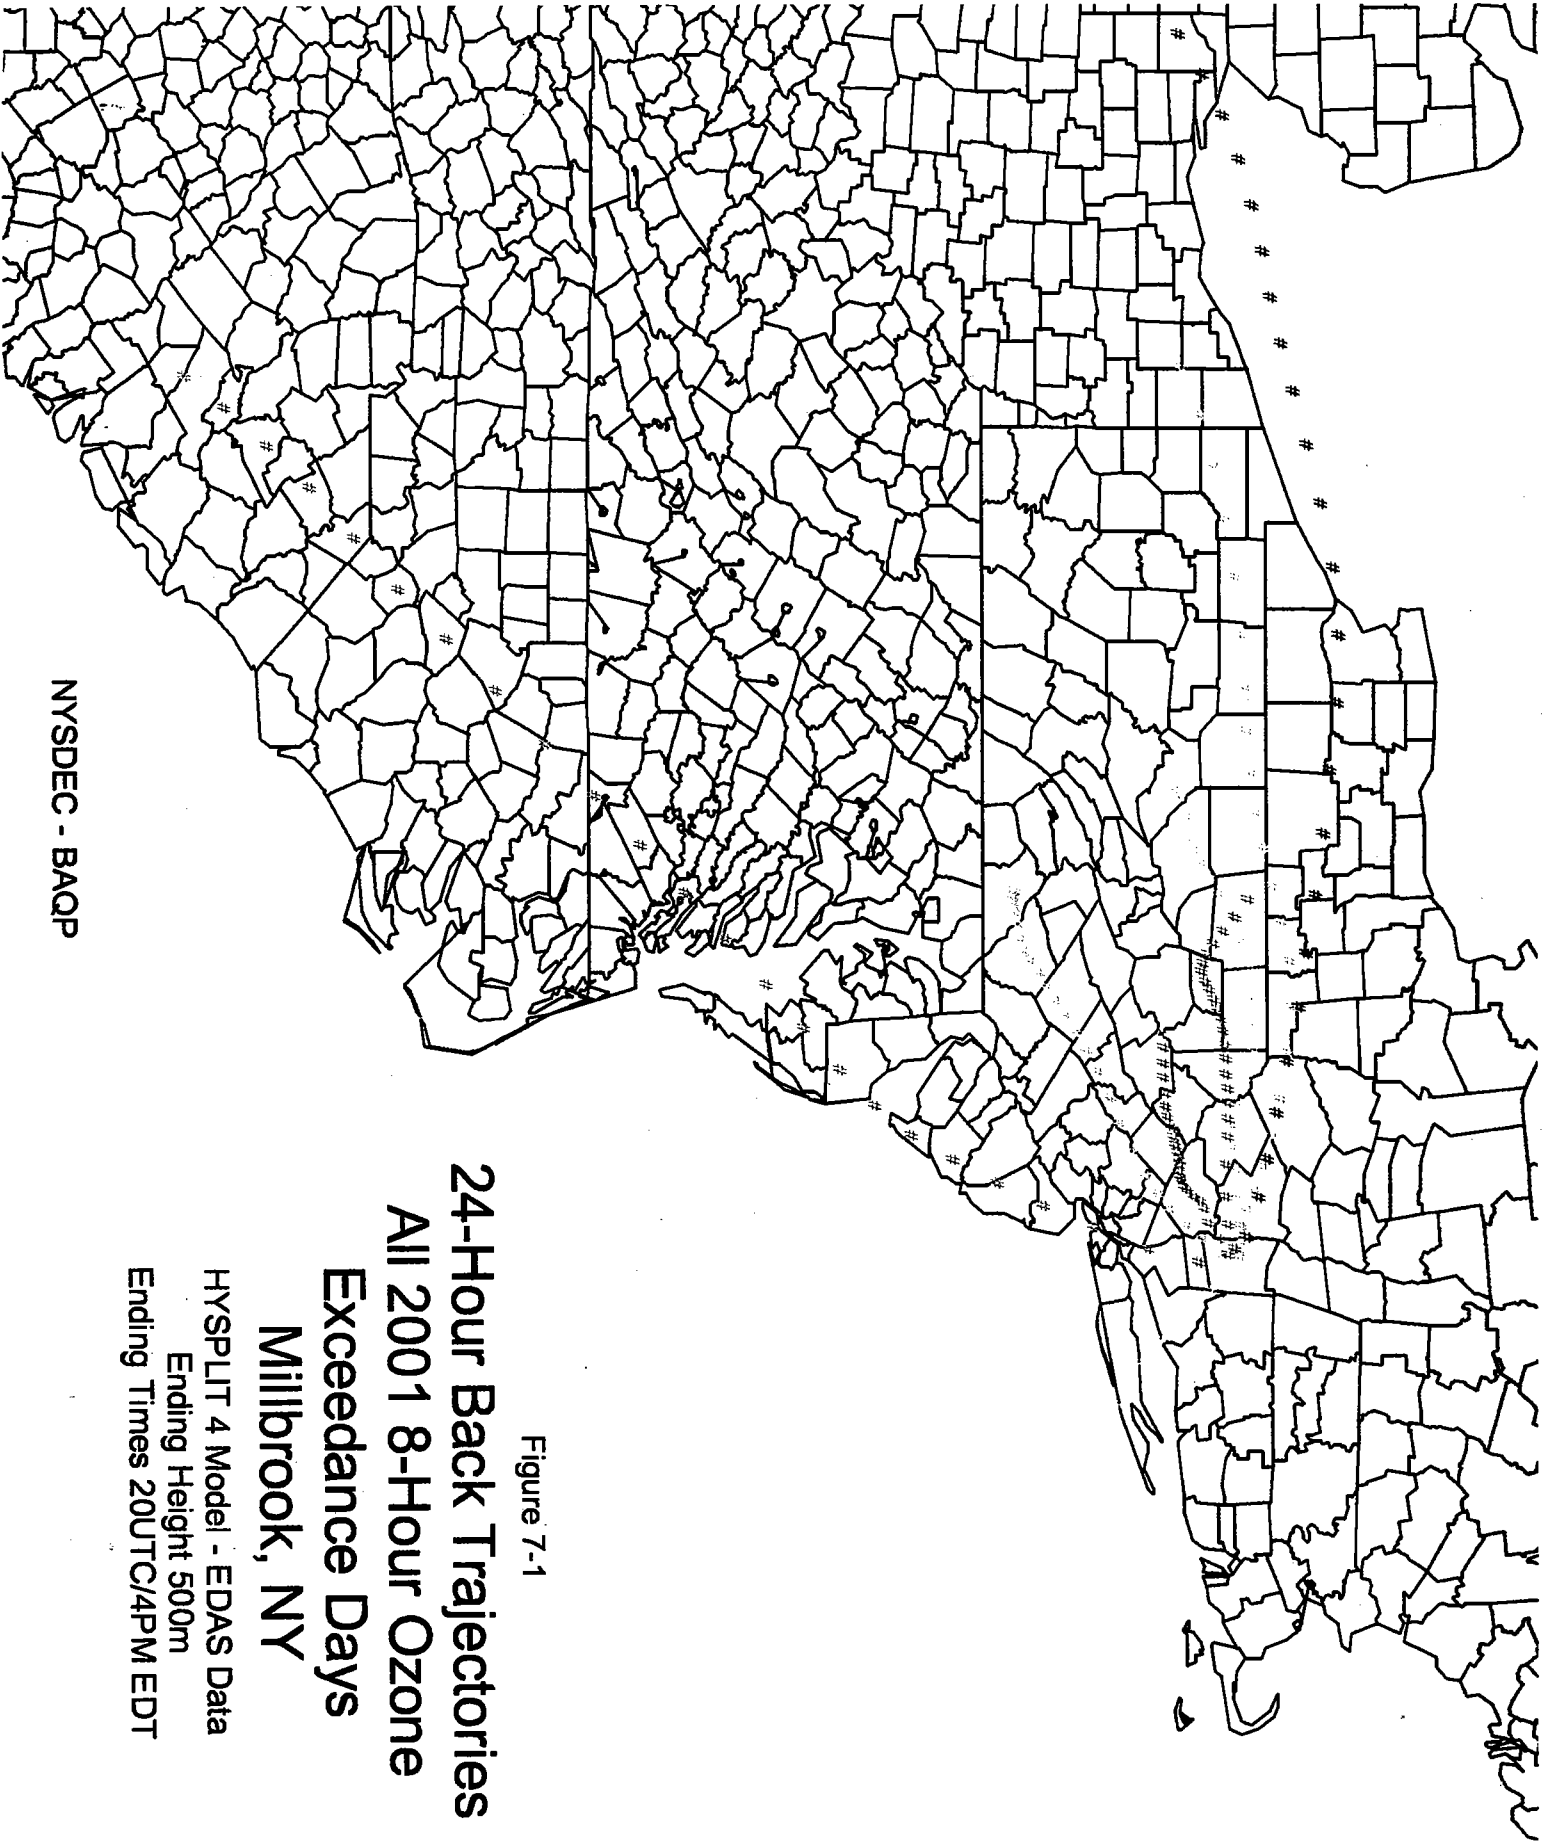 Figure 7-1
24-Hour Back Trajectories
All 2001 8-Hour Ozone
Exceedance Days
Millbrook, NY
HYSPLIT 4 Model - EDAS Data
Ending Height 500m
Ending Times 20UTC/4PM EDT
NYSDEC - BAQP